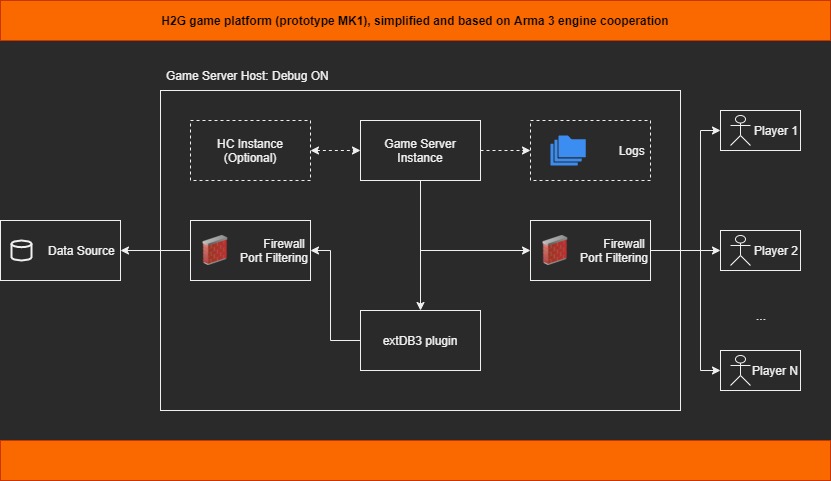 H2G game platform (prototype MK1), simplified and based on Arma 3 engine cooperation
Game Server Host: Debug ON
HC Instance
(Optional)
Game Server
Instance
Logs
Player 1
Data Source
Firewall
Port Filtering
Firewall
Port Filtering
Player 2
...
extDB3 plugin
Player N